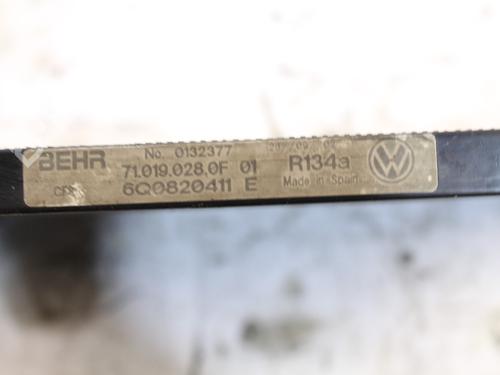 BEHR No. 0132377
71.019.028.0F 01
6Q0820411 E
R134a
Made in Spain